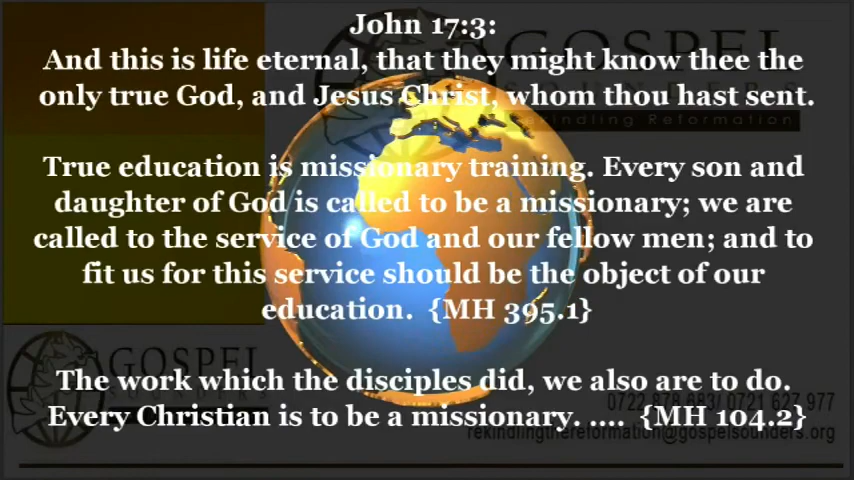 John 17:3:
And this is life eternal, that they might know thee the
only true God, and Jesus Christ, whom thou hast sent.
True education is missionary training. Every son and
daughter of God is called to be a missionary; we are
called to the service of God and our fellow men; and to
fit us for this service should be the object of our
education. {MH 395.1}
The work which the disciples did, we also are to do.
Every Christian is to be a missionary. .... {MH 104.2}
GOSPEL
SOUNDERS
Rekindling Reformation
GOSPEL
SOUNDERS
0722 878 683/ 0721 627 977
rekindlingthereformation@gospelsounders.org